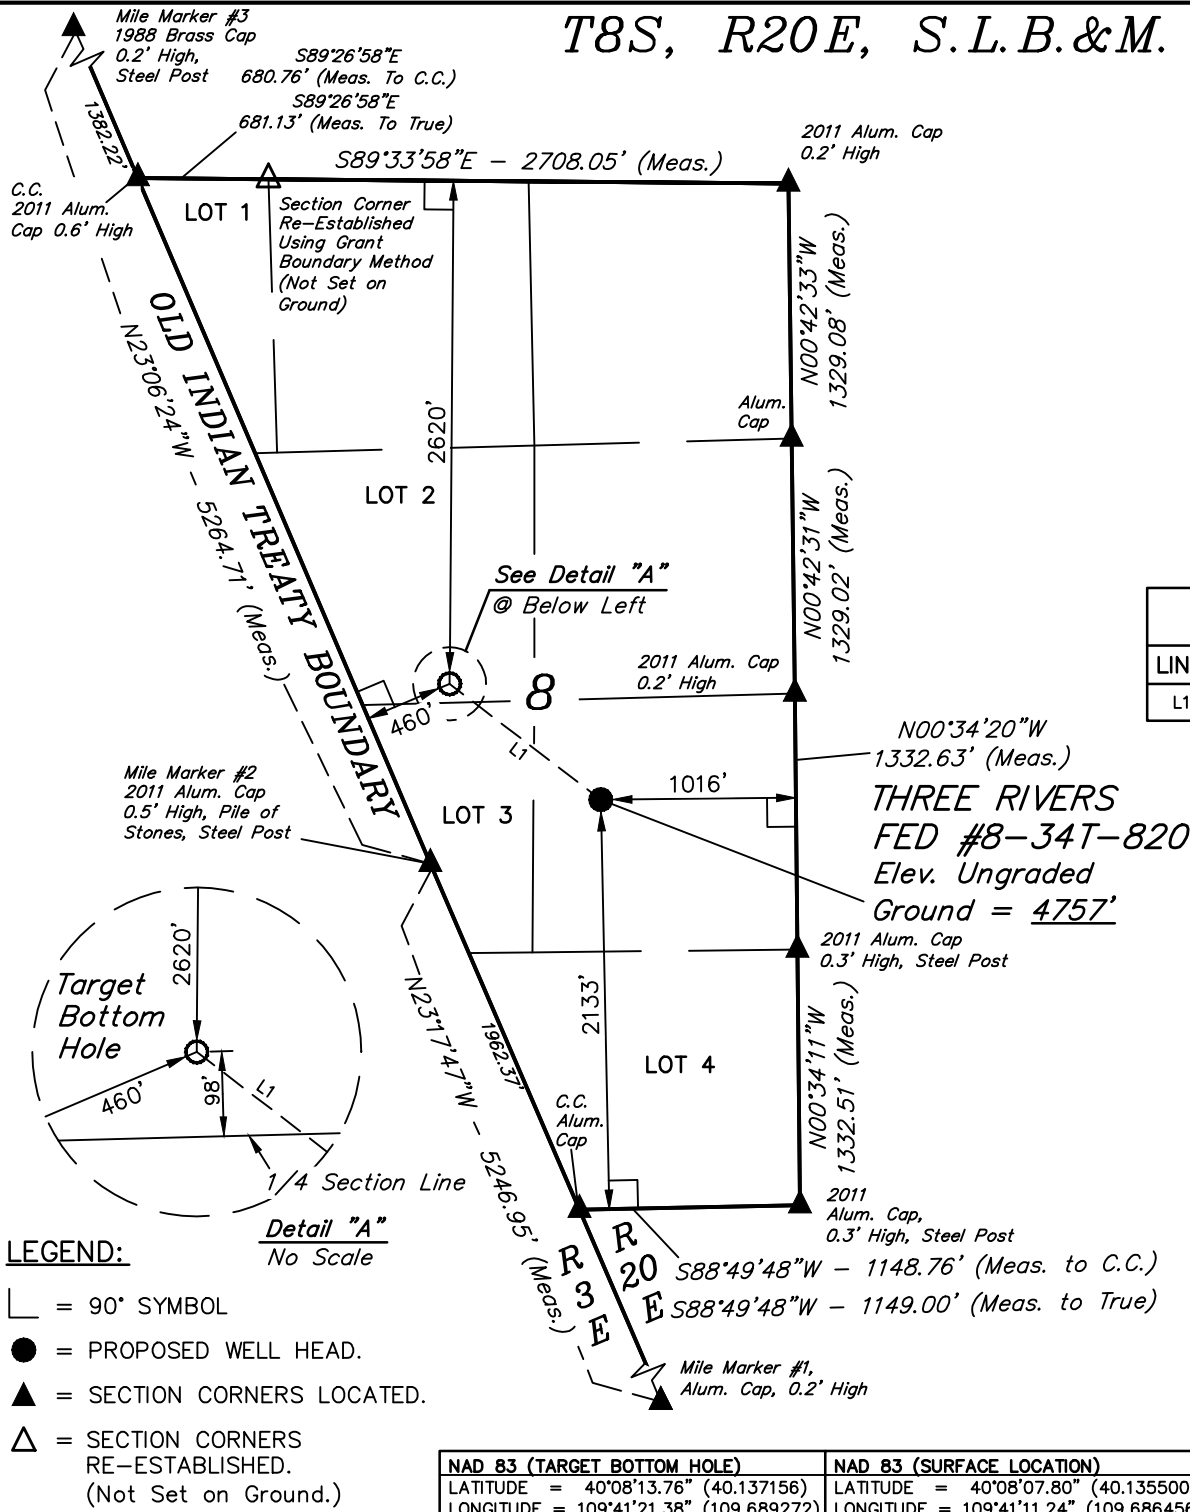 T8S, R20E, S.L.B.&M.
Mile Marker #3
1988 Brass Cap
0.2' High,
Steel Post
S89°26'58"E
680.76' (Meas. To C.C.)
S89°26'58"E
681.13' (Meas. To True)
1382.22'
S89°33'58"E - 2708.05' (Meas.)
2011 Alum. Cap
0.2' High
C.C.
2011 Alum.
Cap 0.6' High
LOT 1
Section Corner
Re-Established
Using Grant
Boundary Method
(Not Set on
Ground)
N00°42'33"W
1329.08' (Meas.)
OLD INDIAN TREATY BOUNDARY
N23°06'24"W - 5264.71' (Meas.)
2620'
Alum.
Cap
LOT 2
N00°42'31"W
1329.02' (Meas.)
See Detail "A"
@ Below Left
2011 Alum. Cap
0.2' High
8
460'
L1
LIN
L1
N00°34'20"W
1332.63' (Meas.)
Mile Marker #2
2011 Alum. Cap
0.5' High, Pile of
Stones, Steel Post
LOT 3
1016'
THREE RIVERS
FED #8-34T-820
Elev. Ungraded
Ground = 4757'
2011 Alum. Cap
0.3' High, Steel Post
2133'
N23°17'47"W - 5246.95' (Meas.)
1962.37'
LOT 4
N00°34'11"W
1332.51' (Meas.)
C.C.
Alum.
Cap
2620'
Target
Bottom
Hole
460'
98'
L1
1/4 Section Line
Detail "A"
No Scale
2011
Alum. Cap,
0.3' High, Steel Post
R 3 E
R 20 E
S88°49'48"W - 1148.76' (Meas. to C.C.)
S88°49'48"W - 1149.00' (Meas. to True)
Mile Marker #1,
Alum. Cap, 0.2' High
LEGEND:
= 90° SYMBOL
= PROPOSED WELL HEAD.
= SECTION CORNERS LOCATED.
= SECTION CORNERS
RE-ESTABLISHED.
(Not Set on Ground.)
NAD 83 (TARGET BOTTOM HOLE)
LATITUDE = 40°08'13.76" (40.137156)
LONGITUDE = 109°41'21.38" (109.689272)
NAD 83 (SURFACE LOCATION)
LATITUDE = 40°08'07.80" (40.135500
LONGITUDE = 109°41'11.24" (109.686456